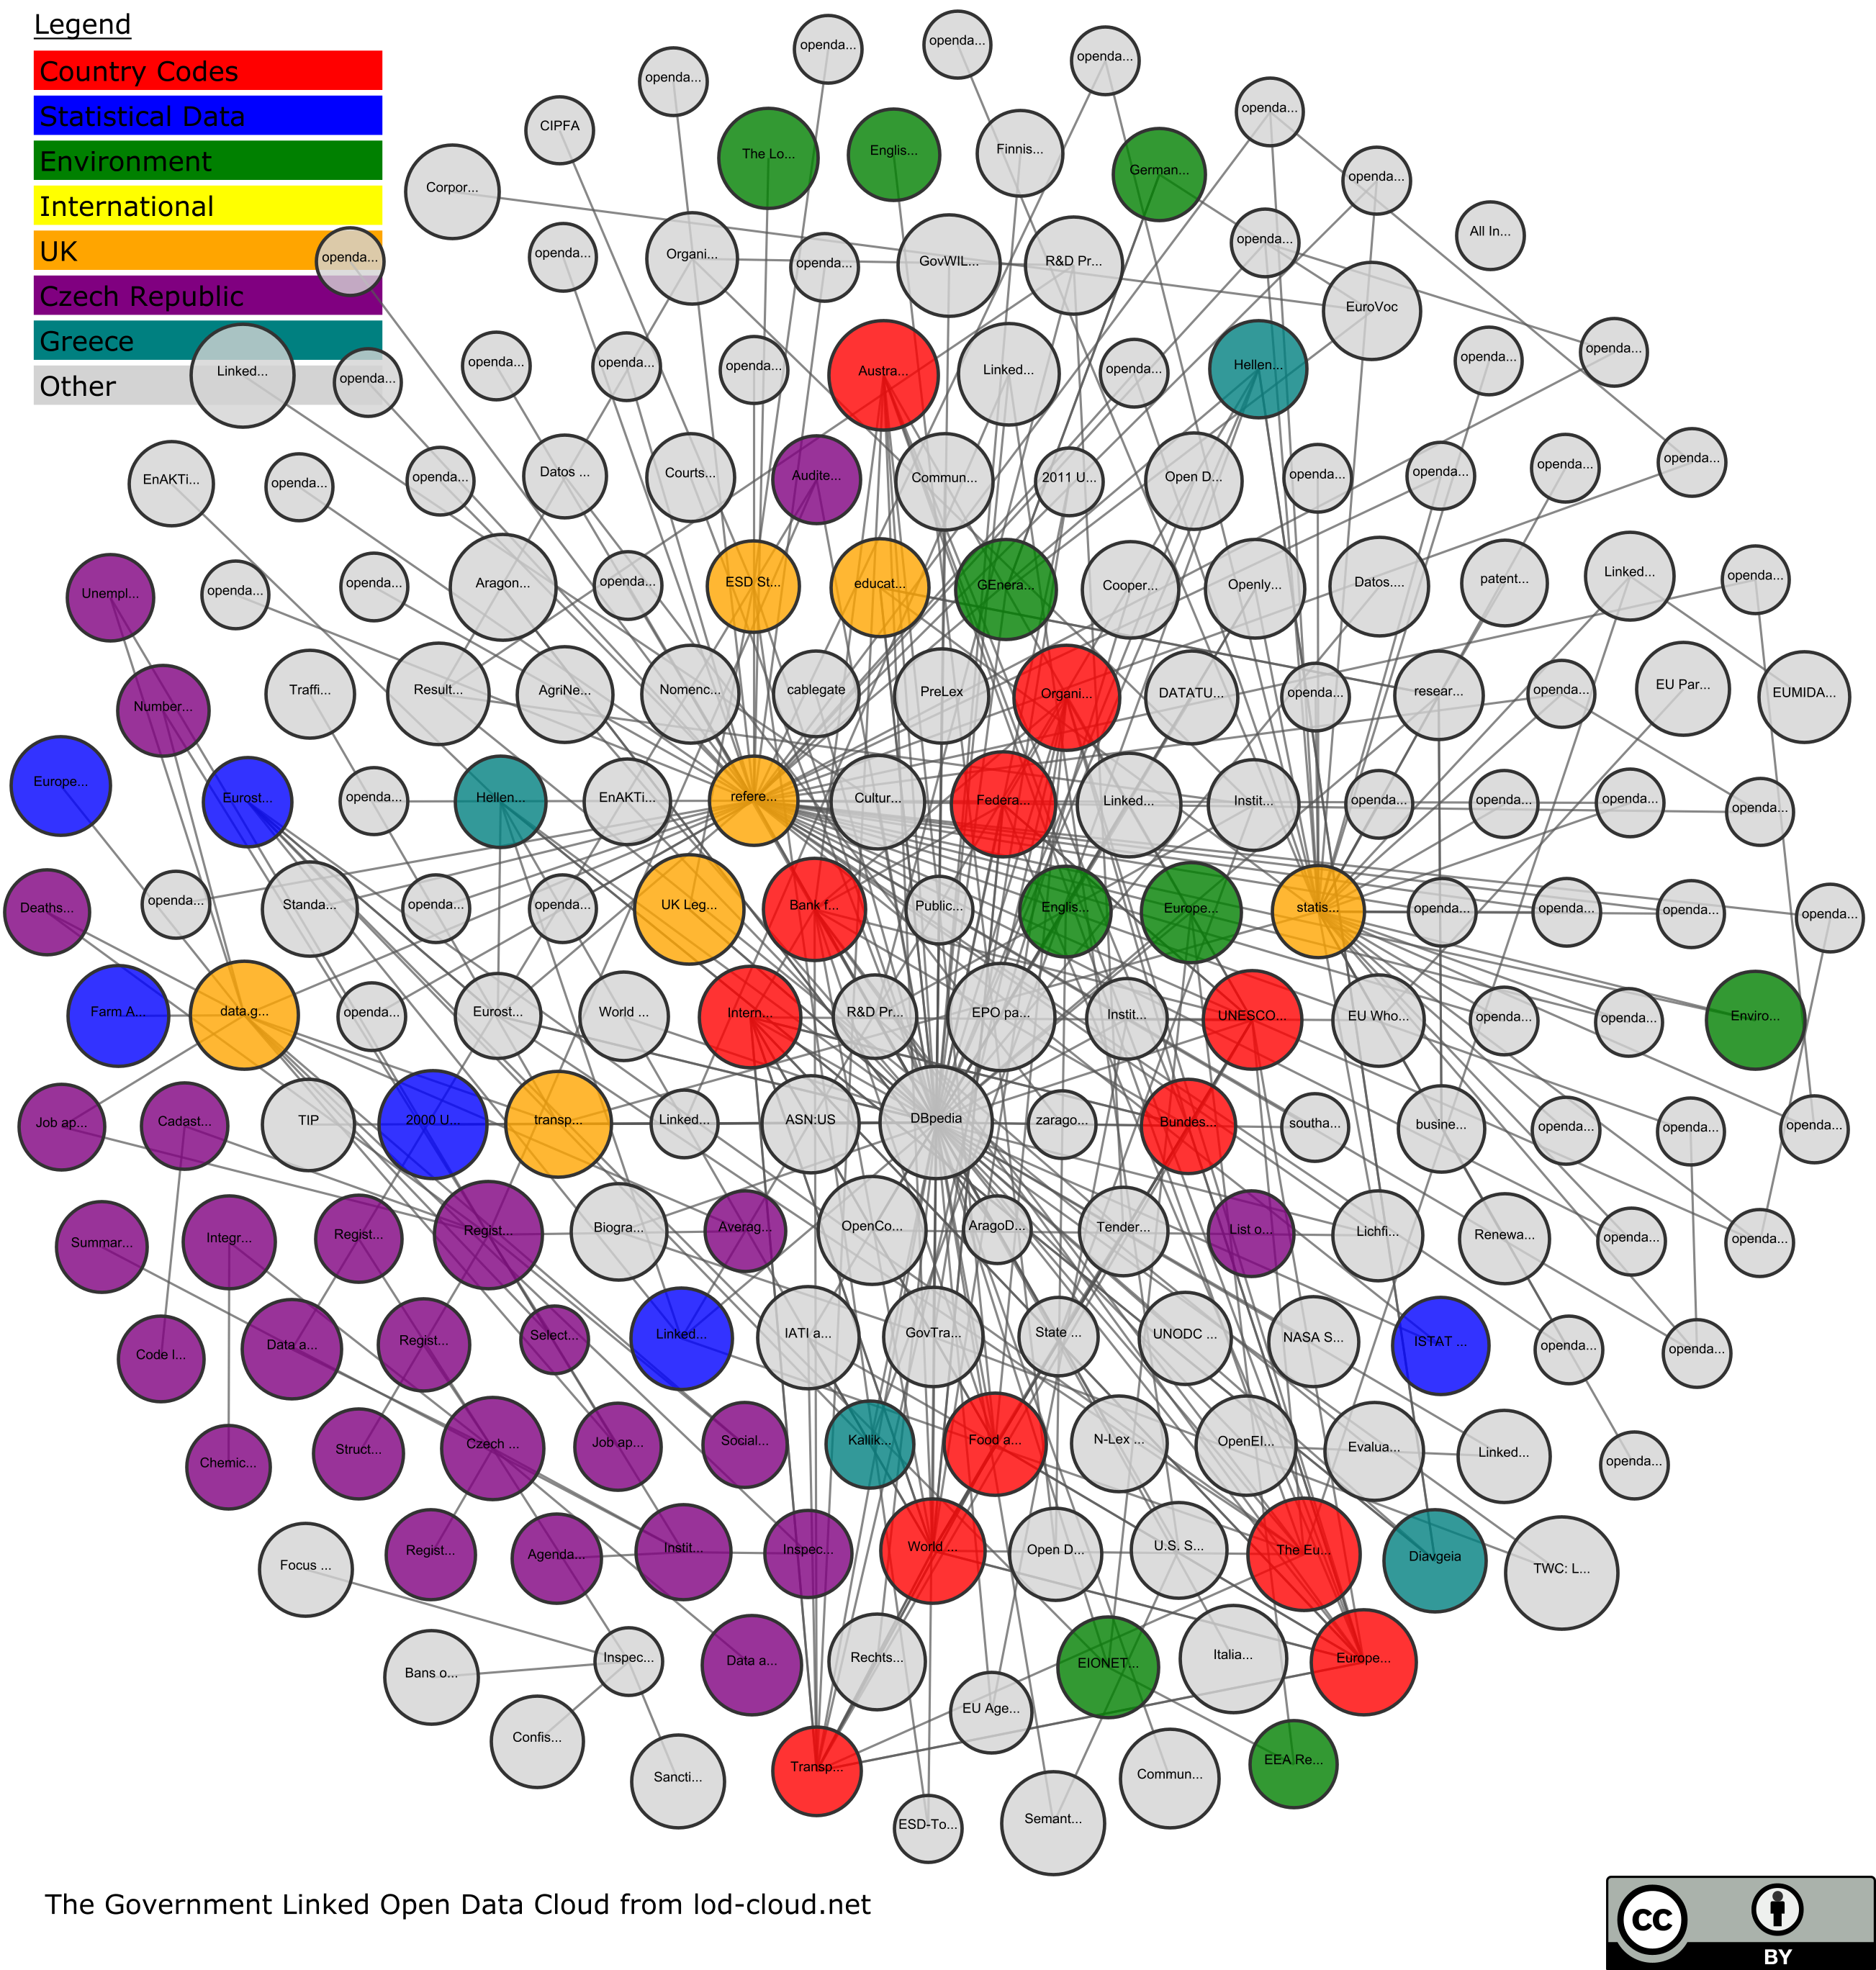 Legend
Country Codes
Statistical Data
Environment
International
UK
Czech Republic
Greece
Other
openda...
openda...
openda...
openda...
openda...
CIPFA
The Lo...
Englis...
Finnis...
German...
openda...
Corpor...
openda...
All In...
openda...
openda...
Organi...
openda...
GovWIL...
R&D Pr...
EuroVoc
Linked...
openda...
openda...
openda...
openda...
Austra...
Linked...
openda...
Hellen...
openda...
openda...
EnAKTi...
openda...
openda...
Datos ...
Courts...
Audite...
Commun...
2011 U...
Open D...
openda...
openda...
openda...
openda...
Unempl...
openda...
openda...
Aragon...
openda...
ESD St...
educat...
GEnera...
Cooper...
Openly...
Datos....
patent...
Linked...
openda...
Number...
Traffi...
Result...
AgriNe...
Nomenc...
cablegate
PreLex
Organi...
DATATU...
openda...
resear...
openda...
EU Par...
EUMIDA...
Europe...
Eurost...
openda...
Hellen...
EnAKTi...
refere...
Cultur...
Federa...
Linked...
Instit...
openda...
openda...
openda...
openda...
Deaths...
openda...
Standa...
openda...
openda...
UK Leg...
Bank f...
Public...
Englis...
Europe...
statis...
openda...
openda...
openda...
openda...
Farm A...
data.g...
openda...
Eurost...
World ...
Intern...
R&D Pr...
EPO pa...
Instit...
UNESCO...
EU Who...
openda...
openda...
Enviro...
Job ap...
Cadast...
TIP
2000 U...
transp...
Linked...
ASN:US
DBpedia
zarago...
Bundes...
southa...
busine...
openda...
openda...
openda...
Summar...
Integr...
Regist...
Regist...
Biogra...
Averag...
OpenCo...
AragoD...
Tender...
List o...
Lichfi...
Renewa...
openda...
openda...
Code l...
Data a...
Regist...
Select...
Linked...
IATI a...
GovTra...
State ...
UNODC ...
NASA S...
ISTAT ...
openda...
openda...
Chemic...
Struct...
Czech ...
Job ap...
Social...
Kallik...
Food a...
N-Lex ...
OpenEI...
Evalua...
Linked...
openda...
Focus ...
Regist...
Agenda...
Instit...
Inspec...
World ...
Open D...
U.S. S...
The Eu...
Diavgeia
TWC: L...
Bans o...
Inspec...
Data a...
Rechts...
EIONET...
Italia...
Europe...
Confis...
Sancti...
Transp...
EU Age...
Commun...
EEA Re...
ESD-To...
Semant...
The Government Linked Open Data Cloud from lod-cloud.net
CC
BY